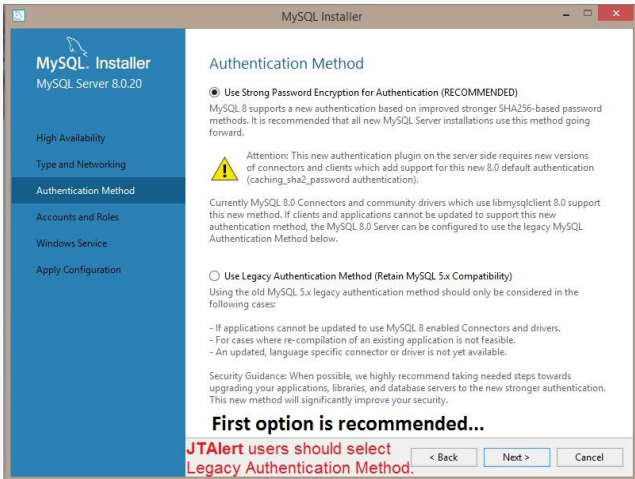 MySQL Installer
MySQL. Installer
MySQL Server 8.0.20
High Availability
Type and Networking
Authentication Method
Accounts and Roles
Windows Service
Apply Configuration
Authentication Method
Use Strong Password Encryption for Authentication (RECOMMENDED)
MySQL 8 supports a new authentication based on improved stronger SHA256-based password
methods. It is recommended that all new MySQL Server installations use this method going
forward.
Attention: This new authentication plugin on the server side requires new versions
of connectors and clients which add support for this new 8.0 default authentication
(caching_sha2_password authentication).
Currently MySQL 8.0 Connectors and community drivers which use libmysqlclient 8.0 support
this new method. If clients and applications cannot be updated to support this new
authentication method, the MySQL 8.0 Server can be configured to use the legacy MySQL
Authentication Method below.
Use Legacy Authentication Method (Retain MySQL 5.x Compatibility)
Using the old MySQL 5.x legacy authentication method should only be considered in the
following cases:
- If applications cannot be updated to use MySQL 8 enabled Connectors and drivers.
- For cases where re-compilation of an existing application is not feasible.
- An updated, language specific connector or driver is not yet available.
Security Guidance: When possible, we highly recommend taking needed steps towards
upgrading your applications, libraries, and database servers to the new stronger authentication.
This new method will significantly improve your security.
First option is recommended...
JTAlert users should select
Legacy Authentication Method.
< Back
Next >
Cancel